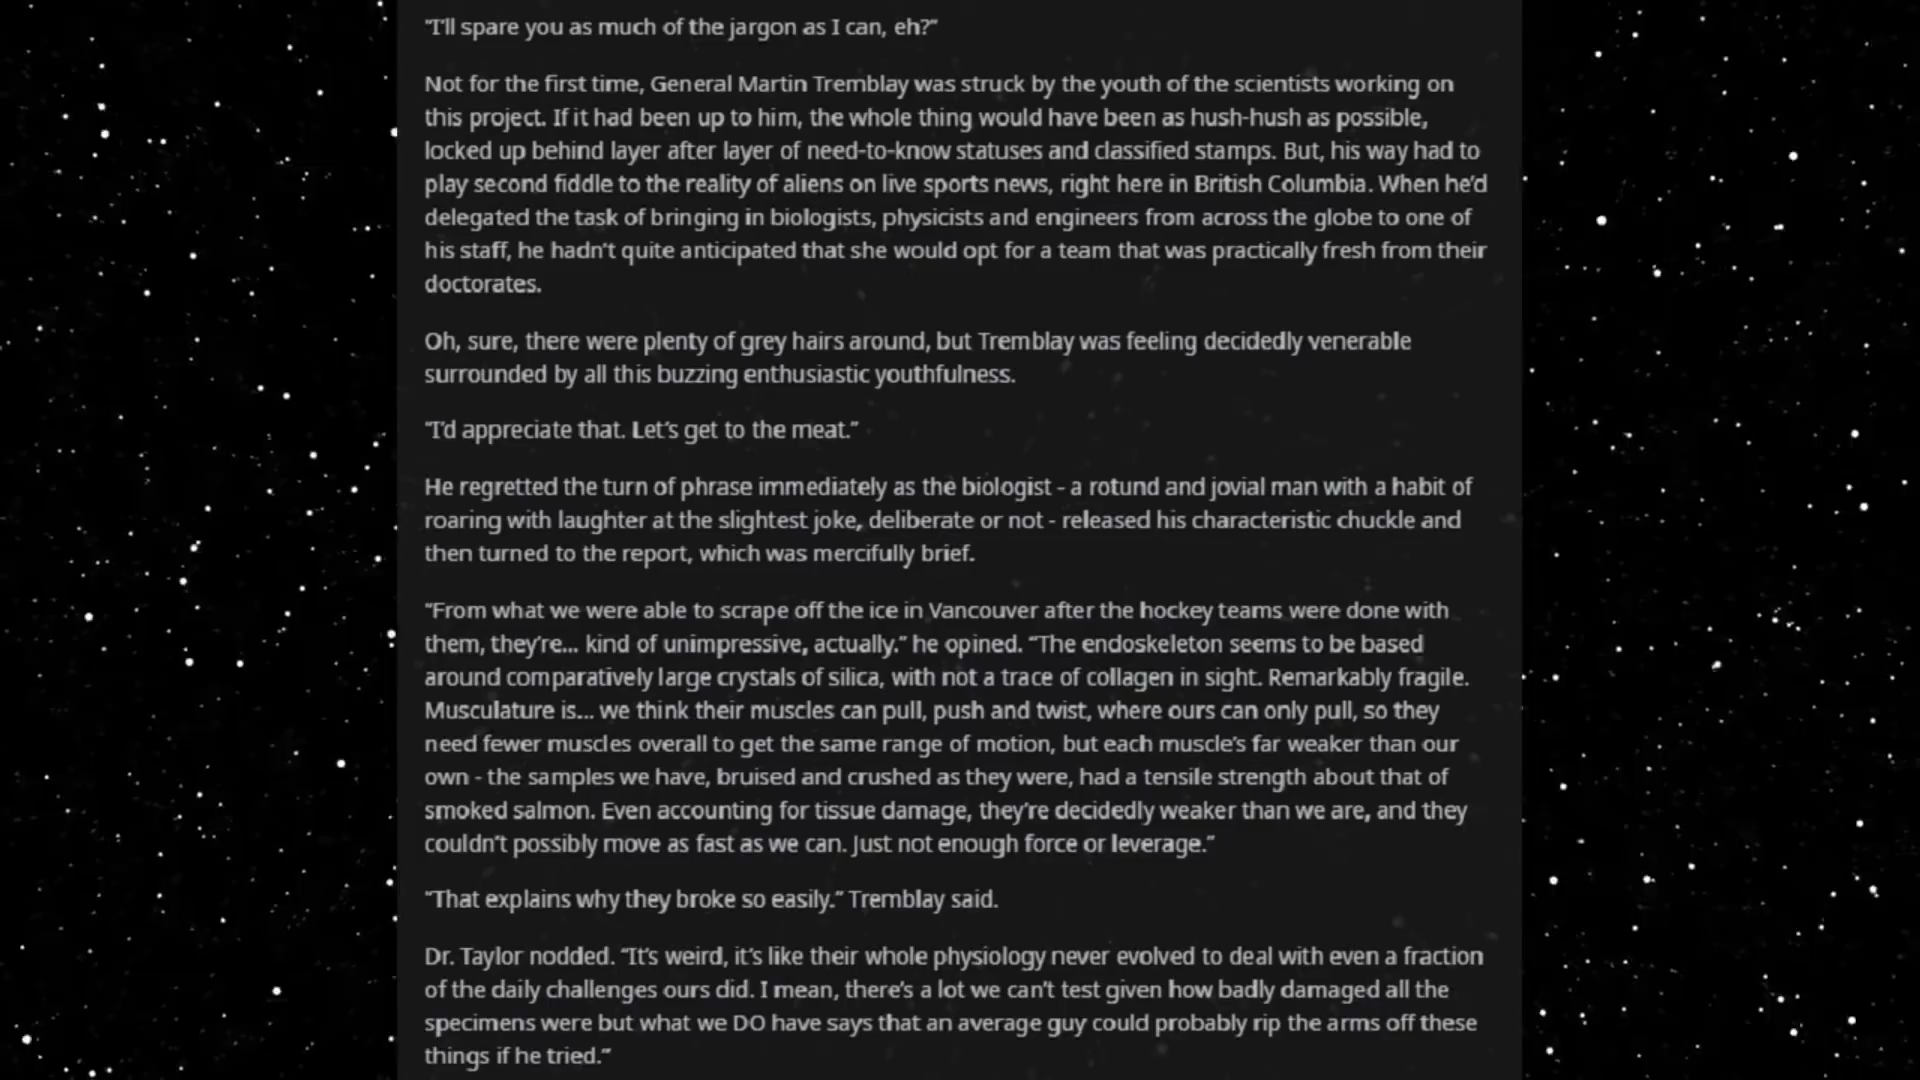 “I’ll spare you as much of the jargon as I can, eh?”
Not for the first time, General Martin Tremblay was struck by the youth of the scientists working on
this project. If it had been up to him, the whole thing would have been as hush-hush as possible,
locked up behind layer after layer of need-to-know statuses and classified stamps. But, his way had to
play second fiddle to the reality of aliens on live sports news, right here in British Columbia. When he’d
delegated the task of bringing in biologists, physicists and engineers from across the globe to one of
his staff, he hadn’t quite anticipated that she would opt for a team that was practically fresh from their
doctorates.
Oh, sure, there were plenty of grey hairs around, but Tremblay was feeling decidedly venerable
surrounded by all this buzzing enthusiastic youthfulness.
“I’d appreciate that. Let’s get to the meat.”
He regretted the turn of phrase immediately as the biologist - a rotund and jovial man with a habit of
roaring with laughter at the slightest joke, deliberate or not - released his characteristic chuckle and
then turned to the report, which was mercifully brief.
“From what we were able to scrape off the ice in Vancouver after the hockey teams were done with
them, they’re... kind of unimpressive, actually.” he opined. “The endoskeleton seems to be based
around comparatively large crystals of silica, with not a trace of collagen in sight. Remarkably fragile.
Musculature is... we think their muscles can pull, push and twist, where ours can only pull, so they
need fewer muscles overall to get the same range of motion, but each muscle’s far weaker than our
own - the samples we have, bruised and crushed as they were, had a tensile strength about that of
smoked salmon. Even accounting for tissue damage, they’re decidedly weaker than we are, and they
couldn’t possibly move as fast as we can. Just not enough force or leverage.”
“That explains why they broke so easily.” Tremblay said.
Dr. Taylor nodded. “It’s weird, it’s like their whole physiology never evolved to deal with even a fraction
of the daily challenges ours did. I mean, there’s a lot we can’t test given how badly damaged all the
specimens were but what we DO have says that an average guy could probably rip the arms off these
things if he tried.”